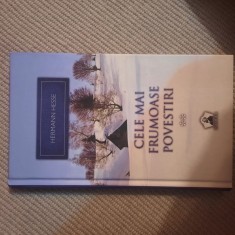 HERMANN HESSE
CELE MAI
FRUMOASE
POVESTIRI